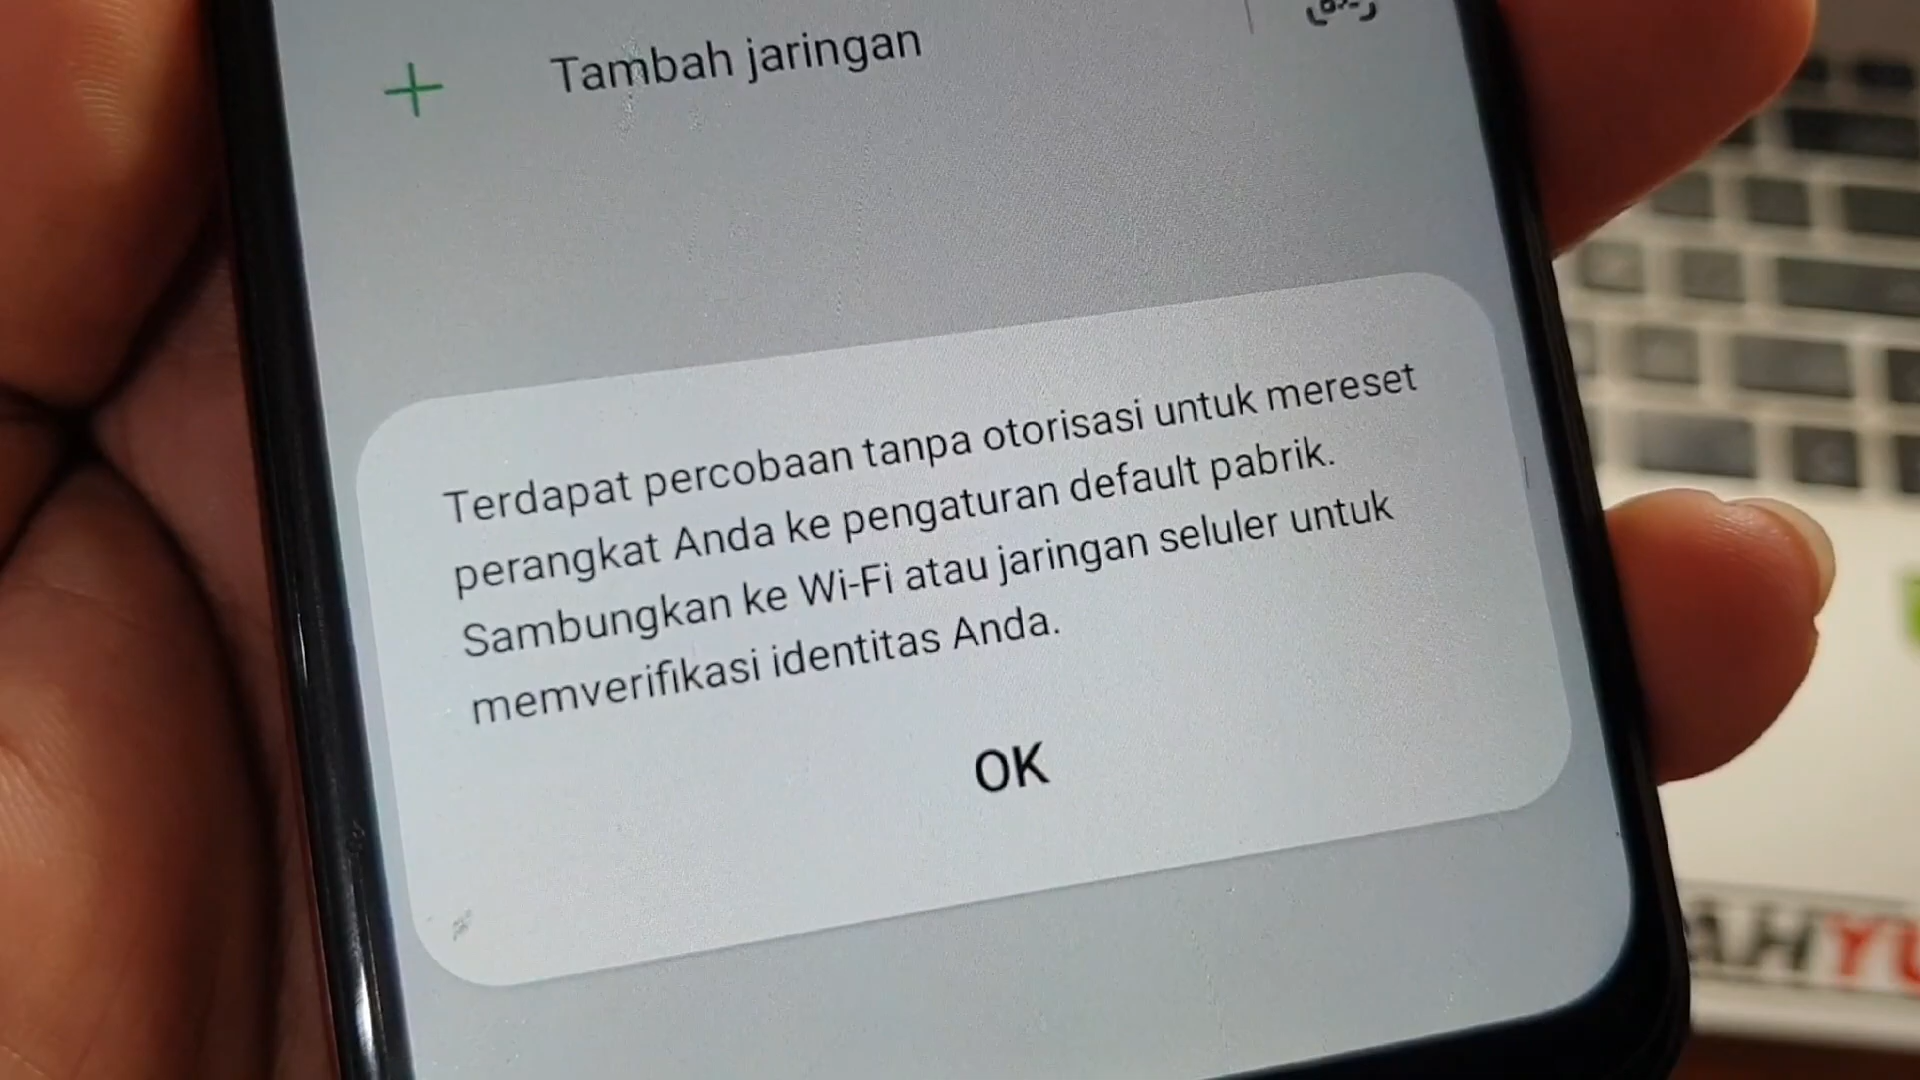 Tambah jaringan
Terdapat percobaan tanpa otorisasi untuk mereset
perangkat Anda ke pengaturan default pabrik.
Sambungkan ke Wi-Fi atau jaringan seluler untuk
memverifikasi identitas Anda.
OK